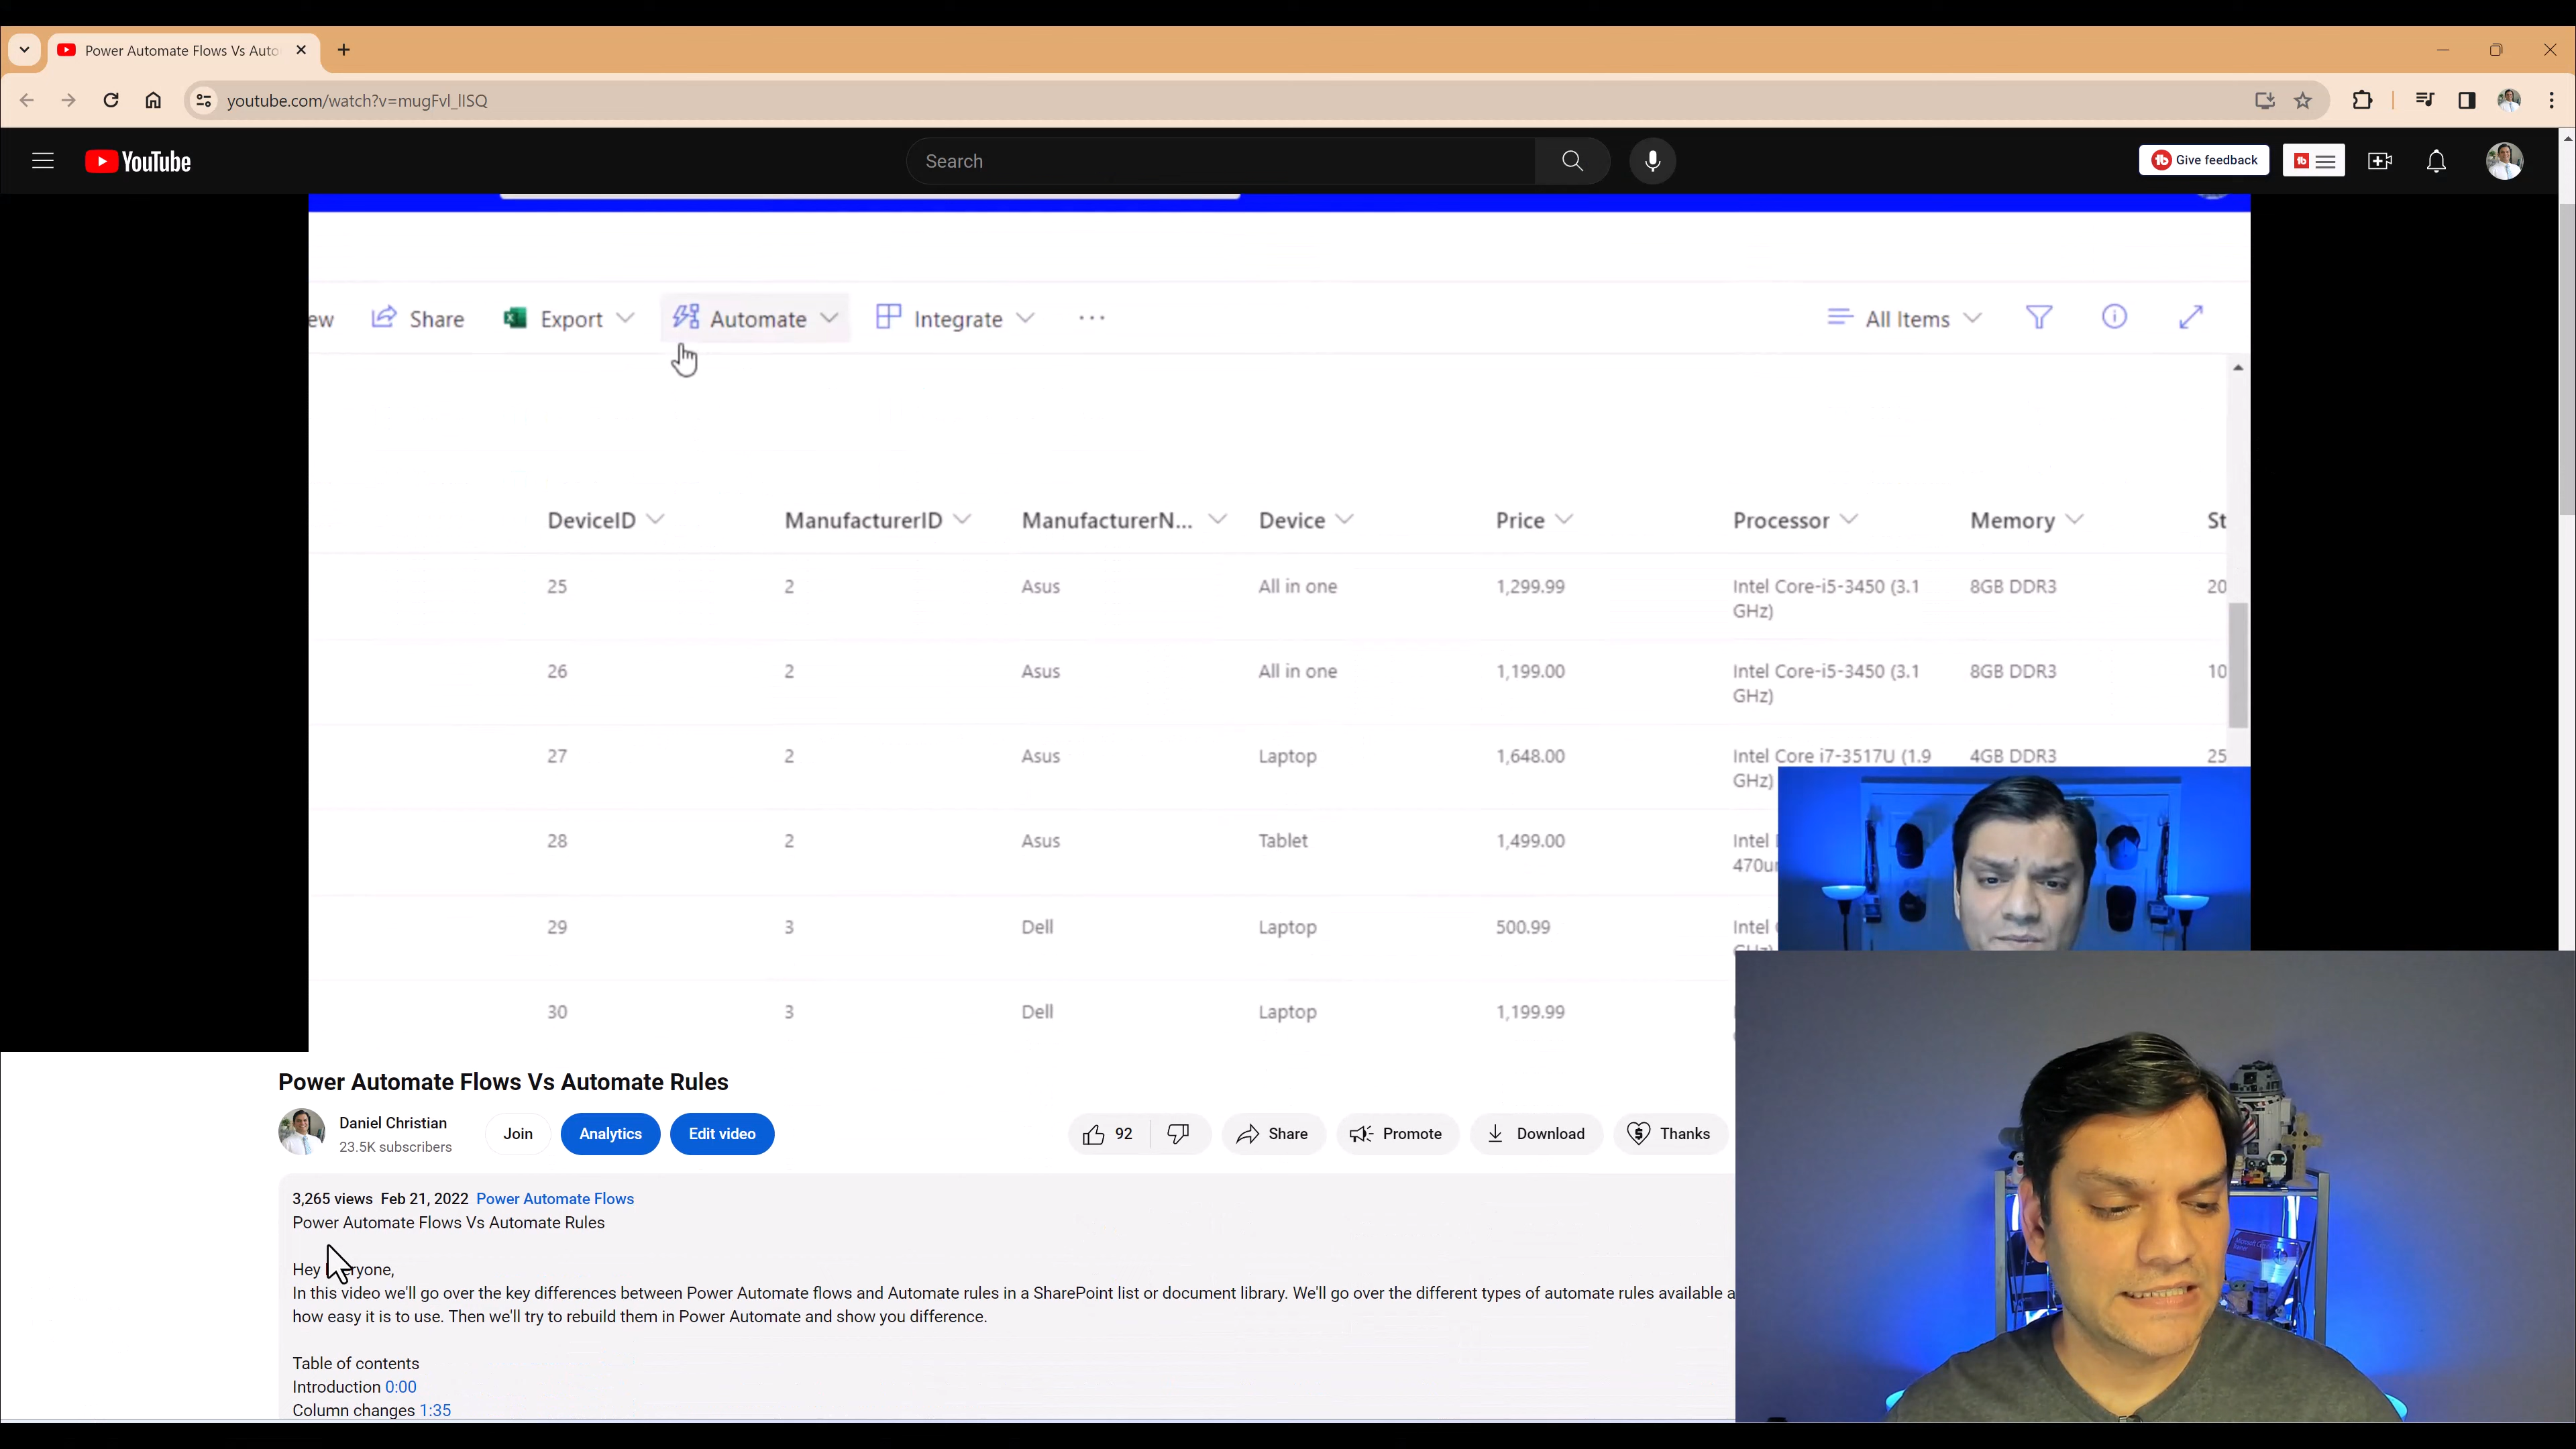 Power Automate Flows Vs Auto
youtube.com/watch?v=mugFvl_lISQ
YouTube
Search
Give feedback
ew Share Export Automate Integrate ... All Items
DeviceID ManufacturerID ManufacturerN... Device Price Processor Memory St
25 2 Asus All in one 1,299.99 Intel Core-i5-3450 (3.1 8GB DDR3 20
GHz)
26 2 Asus All in one 1,199.00 Intel Core-i5-3450 (3.1 8GB DDR3 10
GHz)
27 2 Asus Laptop 1,648.00 Intel Core i7-3517U (1.9 4GB DDR3 25
GHz)
28 2 Asus Tablet 1,499.00 Intel
470u
29 3 Dell Laptop 500.99 Intel
30 3 Dell Laptop 1,199.99
Power Automate Flows Vs Automate Rules
Daniel Christian
23.5K subscribers
Join Analytics Edit video 92 Share Promote Download Thanks
3,265 views Feb 21, 2022 Power Automate Flows
Power Automate Flows Vs Automate Rules
Hey
In this video we'll go over the key differences between Power Automate flows and Automate rules in a SharePoint list or document library. We'll go over the different types of automate rules available a
how easy it is to use. Then we'll try to rebuild them in Power Automate and show you difference.
Table of contents
Introduction 0:00
Column changes 1:35